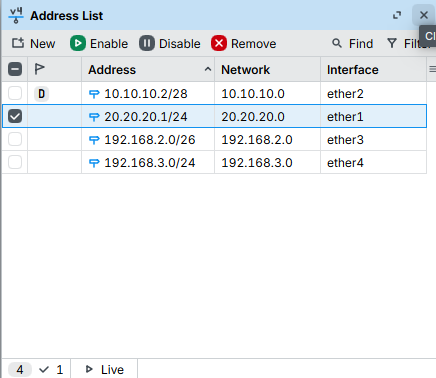 v4 Address List
New Enable Disable Remove Find Filte
Cl
Address Network Interface
D 10.10.10.2/28 10.10.10.0 ether2
20.20.20.1/24 20.20.20.0 ether1
192.168.2.0/26 192.168.2.0 ether3
192.168.3.0/24 192.168.3.0 ether4
4 1 Live